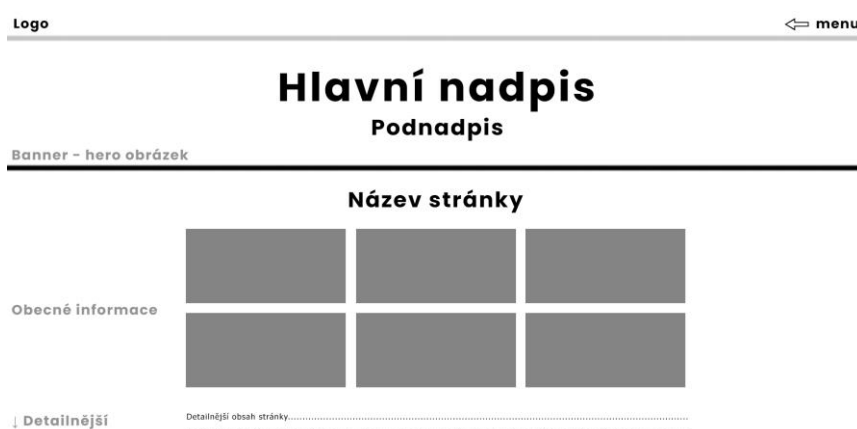 Logo
⇦ menu
Hlavní nadpis
Podnadpis
Banner - hero obrázek
Název stránky
Obecné informace
↓ Detailnější
Detailnější obsah stránky................................................................................